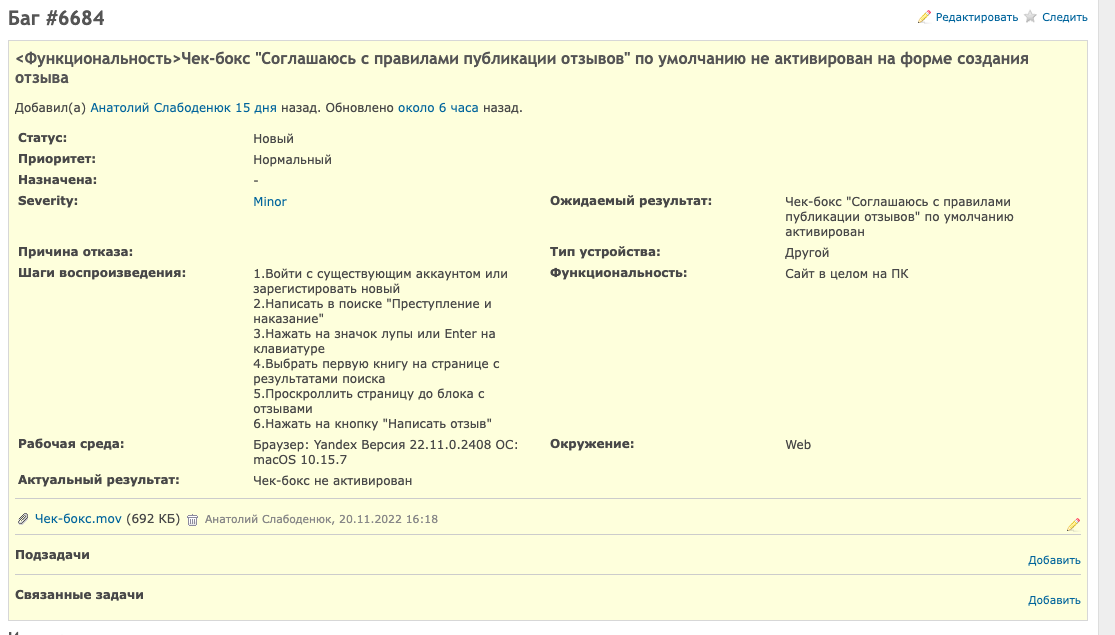 Баг #6684
Редактировать Следить
<Функциональность>Чек-бокс "Соглашаюсь с правилами публикации отзывов" по умолчанию не активирован на форме создания
отзыва
Добавил(а) Анатолий Слабоденюк 15 дня назад. Обновлено около 6 часа назад.
Статус: Новый
Приоритет: Нормальный
Назначена: -
Severity: Minor
Ожидаемый результат: Чек-бокс "Соглашаюсь с правилами
публикации отзывов" по умолчанию
активирован
Причина отказа:
Тип устройства: Другой
Шаги воспроизведения: 1.Войти с существующим аккаунтом или
зарегистировать новый
2.Написать в поиске "Преступление и
наказание"
3.Нажать на значок лупы или Enter на
клавиатуре
4.Выбрать первую книгу на странице с
результатами поиска
5.Проскроллить страницу до блока с
отзывами
6.Нажать на кнопку "Написать отзыв"
Функциональность: Сайт в целом на ПК
Рабочая среда: Браузер: Yandex Версия 22.11.0.2408 ОС:
macOS 10.15.7
Окружение: Web
Актуальный результат: Чек-бокс не активирован
Чек-бокс.mov (692 КБ) Анатолий Слабоденюк, 20.11.2022 16:18
Подзадачи
Добавить
Связанные задачи
Добавить